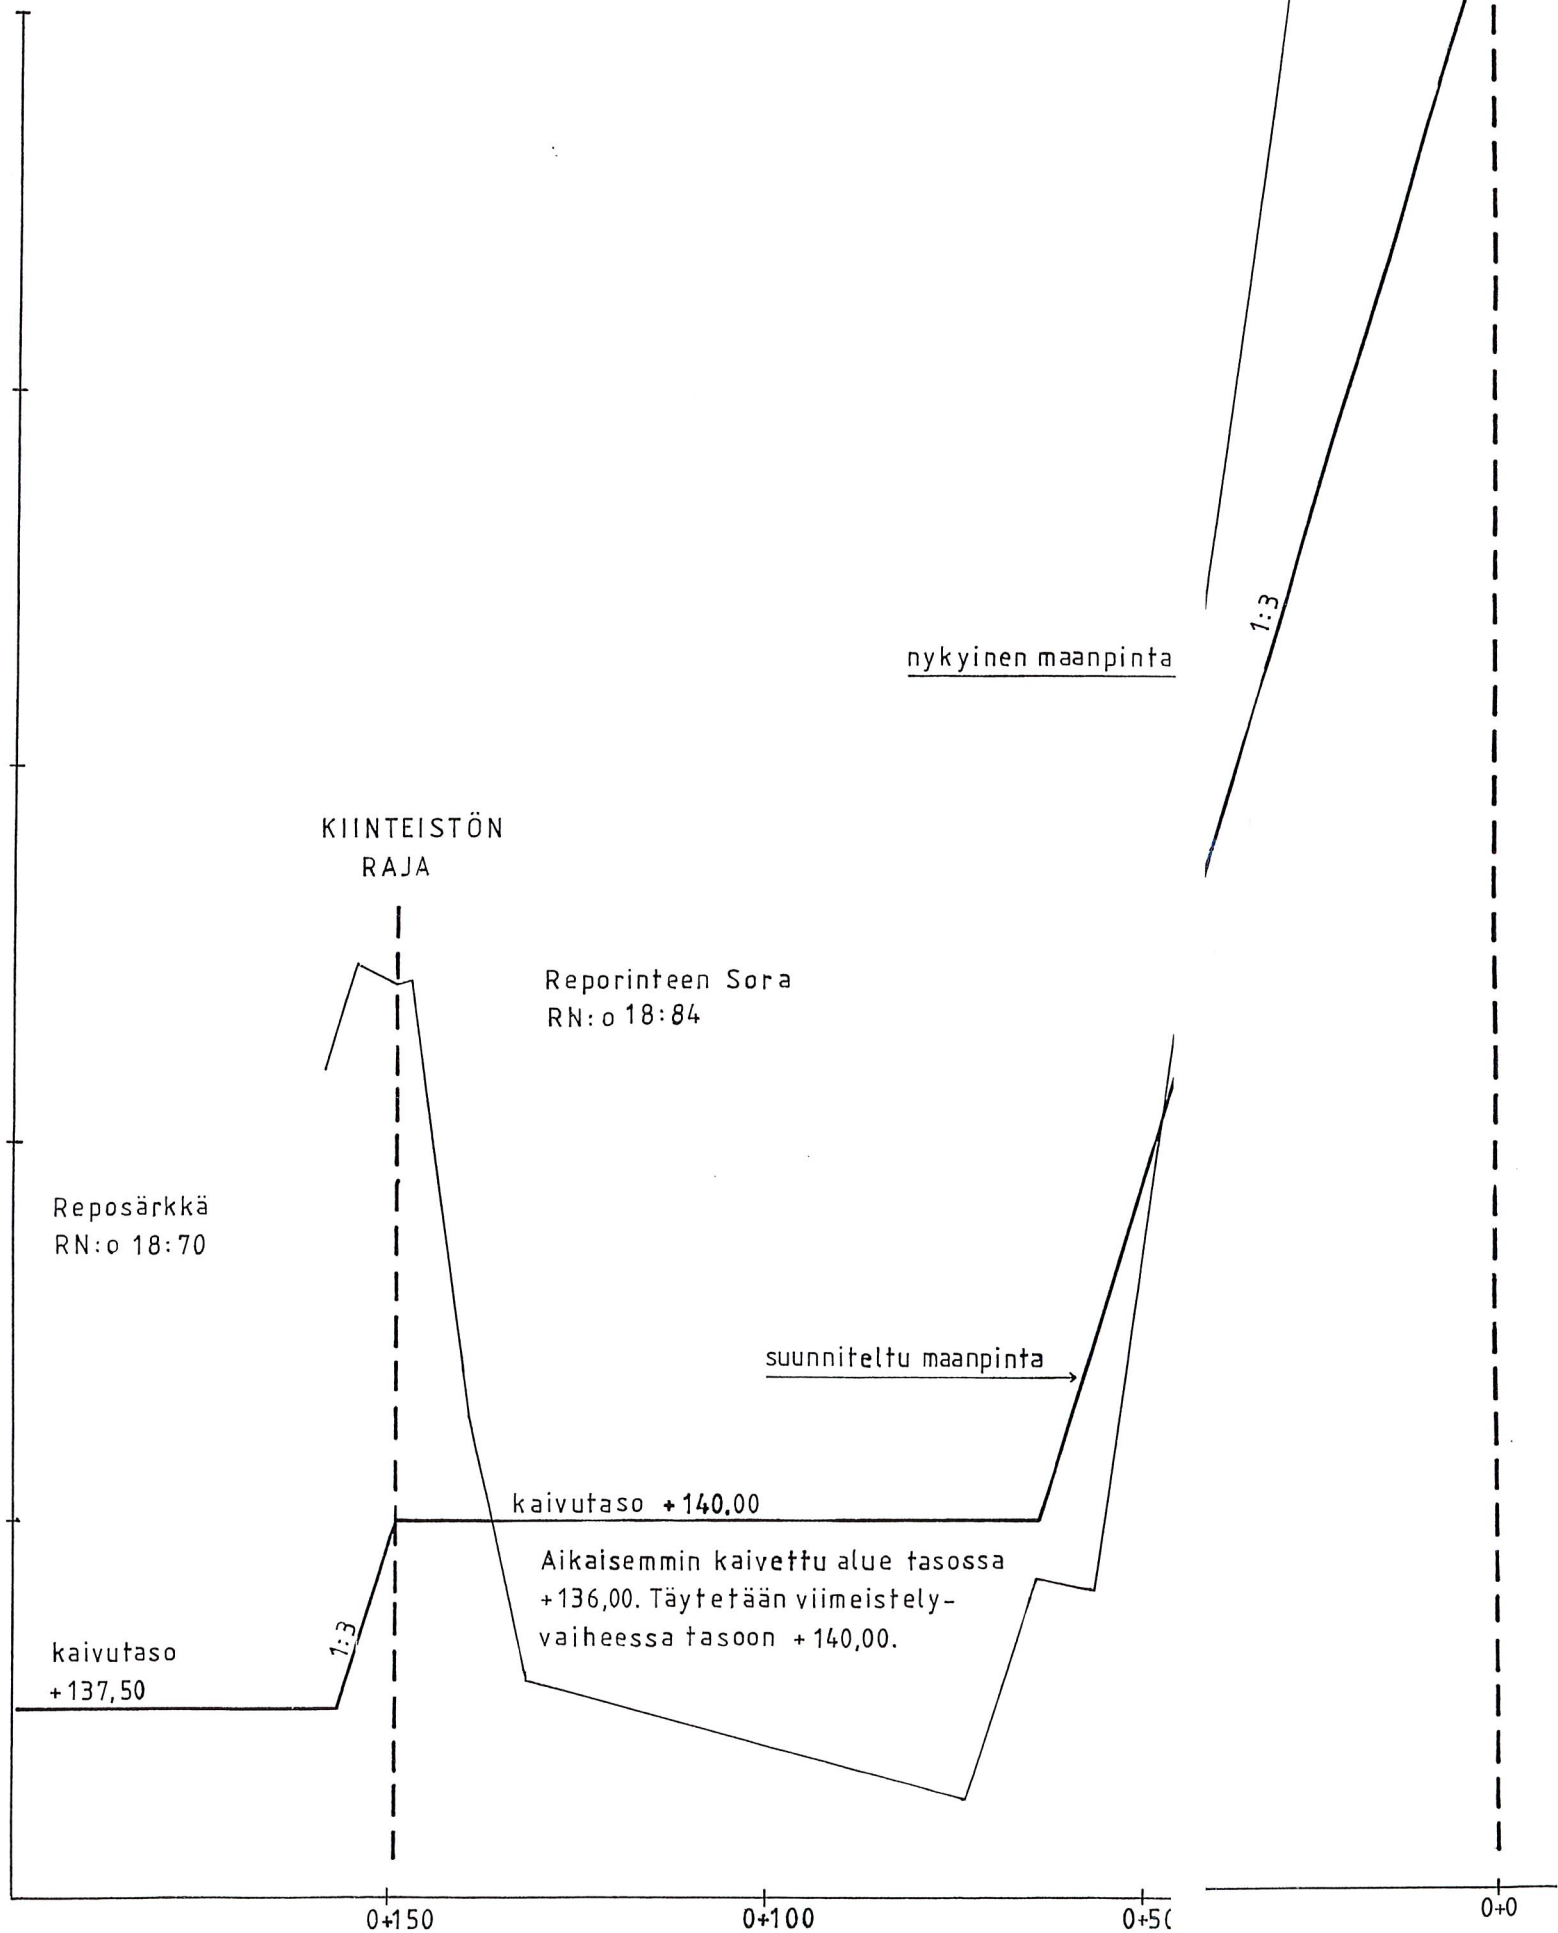 1:3
nykyinen maanpinta
KIINTEISTÖN
RAJA
Reporinteen Sora
RN:o 18:84
Reposärkkä
RN:o 18:70
suunniteltu maanpinta
kaivutaso +140,00
Aikaisemmin kaivettu alue tasossa
+136,00. Täytetään viimeistely-
vaiheessa tasoon +140,00.
1:3
kaivutaso
+137,50
0+150
0+100
0+50
0+0